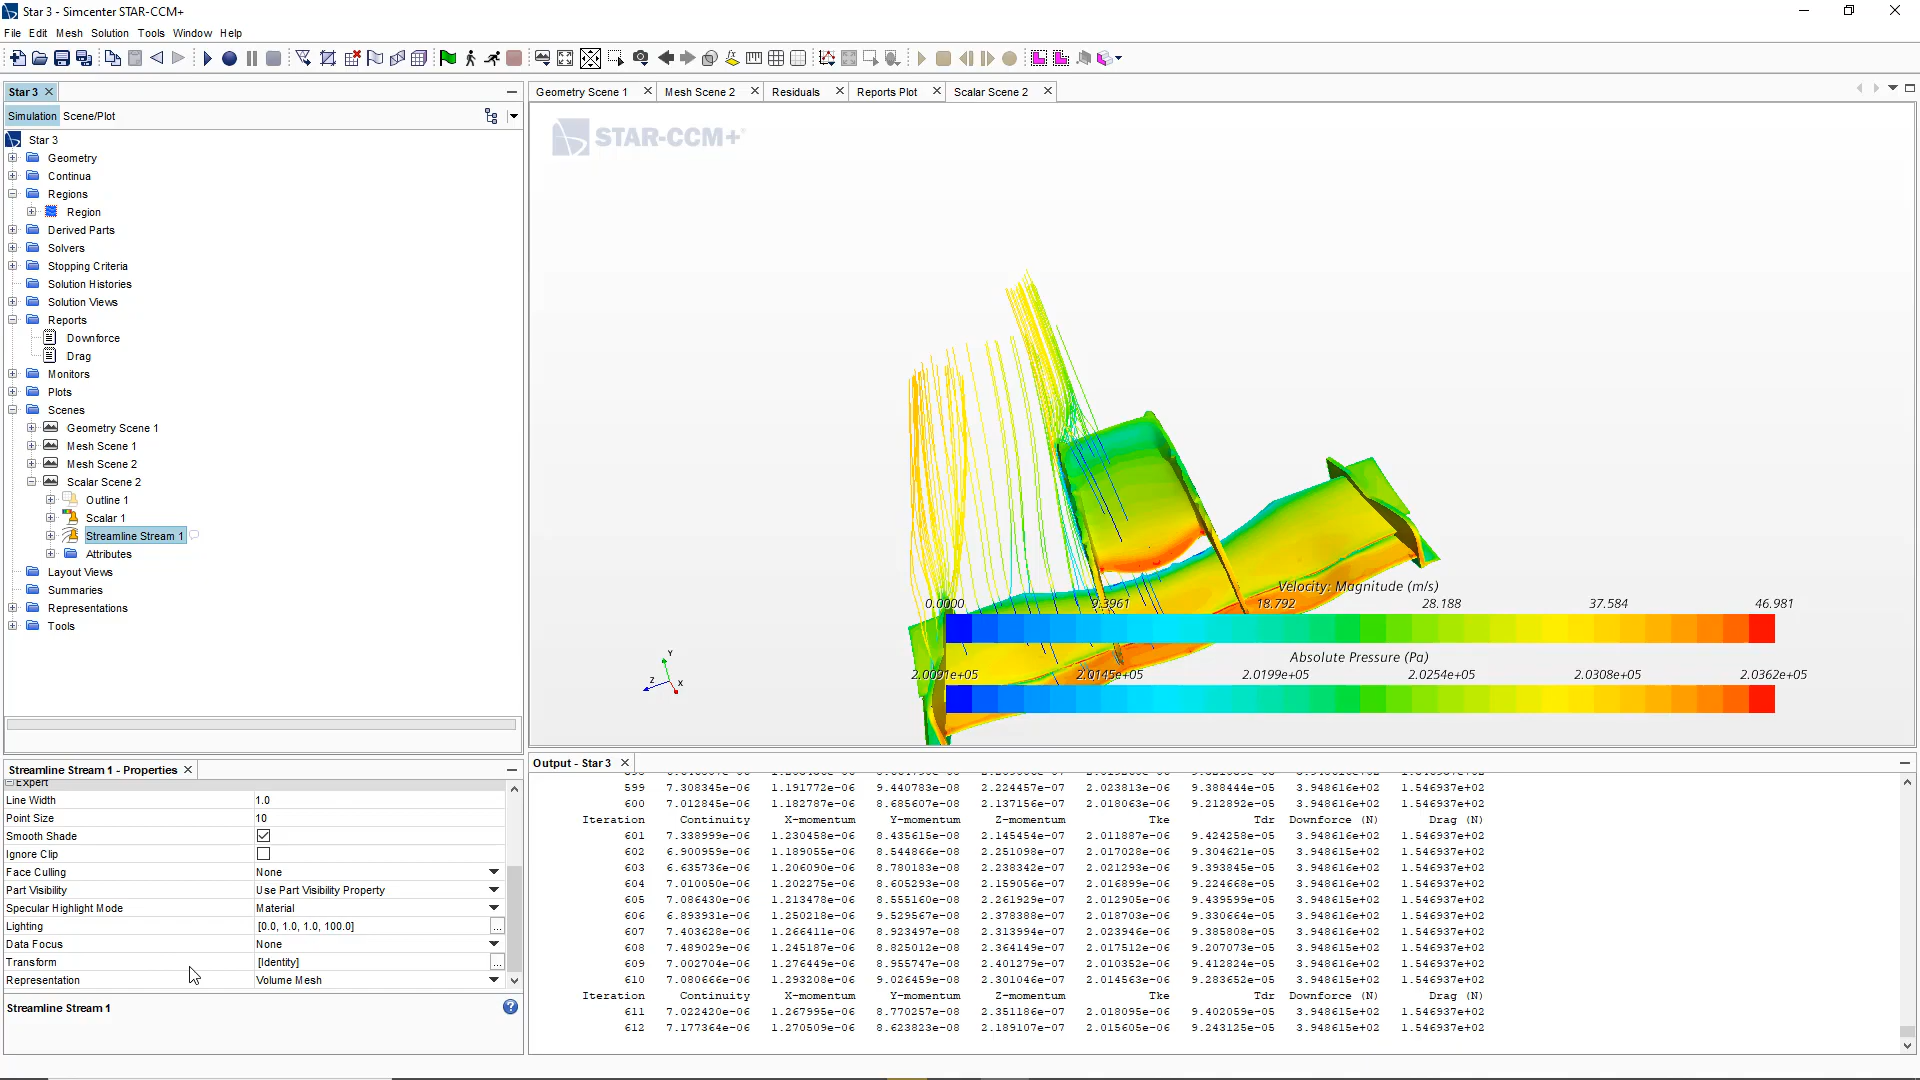 Star 3 - Simcenter STAR-CCM+
File Edit Mesh Solution Tools Window Help
Star 3
Simulation Scene/Plot
Star 3
Geometry
Continua
Regions
Region
Derived Parts
Solvers
Stopping Criteria
Solution Histories
Solution Views
Reports
Downforce
Drag
Monitors
Plots
Scenes
Geometry Scene 1
Mesh Scene 1
Mesh Scene 2
Scalar Scene 2
Outline 1
Scalar 1
Streamline Stream 1
Attributes
Layout Views
Summaries
Representations
Tools
Geometry Scene 1 Mesh Scene 2 Residuals Reports Plot Scalar Scene 2
STAR-CCM+
Y
Z X
Velocity: Magnitude (m/s)
0.0000 9.3961 18.792 28.188 37.584 46.981
Absolute Pressure (Pa)
2.0091e+05 2.0145e+05 2.0199e+05 2.0254e+05 2.0308e+05 2.0362e+05
Streamline Stream 1 - Properties
Expert
Line Width 1.0
Point Size 10
Smooth Shade
Ignore Clip
Face Culling None
Part Visibility Use Part Visibility Property
Specular Highlight Mode Material
Lighting [0.0, 1.0, 1.0, 100.0] ...
Data Focus None
Transform [Identity] ...
Representation Volume Mesh
Streamline Stream 1
Output - Star 3
599 7.308345e-06 1.191772e-06 9.440783e-08 2.224457e-07 2.023813e-06 9.388444e-05 3.948616e+02 1.546937e+02
600 7.012845e-06 1.182787e-06 8.685607e-08 2.137156e-07 2.018063e-06 9.212892e-05 3.948616e+02 1.546937e+02
Iteration Continuity X-momentum Y-momentum Z-momentum Tke Tdr Downforce (N) Drag (N)
601 7.338999e-06 1.230458e-06 8.435615e-08 2.145454e-07 2.011887e-06 9.424258e-05 3.948616e+02 1.546937e+02
602 6.900959e-06 1.189055e-06 8.544866e-08 2.251098e-07 2.017028e-06 9.304621e-05 3.948615e+02 1.546937e+02
603 6.635736e-06 1.206090e-06 8.780183e-08 2.238342e-07 2.021293e-06 9.393845e-05 3.948616e+02 1.546937e+02
604 7.010050e-06 1.202275e-06 8.605293e-08 2.159056e-07 2.016899e-06 9.224668e-05 3.948616e+02 1.546937e+02
605 7.086430e-06 1.213478e-06 8.555160e-08 2.261929e-07 2.012905e-06 9.439599e-05 3.948616e+02 1.546937e+02
606 6.893931e-06 1.250218e-06 9.529567e-08 2.378388e-07 2.018703e-06 9.330664e-05 3.948615e+02 1.546937e+02
607 7.403628e-06 1.266411e-06 8.923497e-08 2.313994e-07 2.023946e-06 9.385808e-05 3.948616e+02 1.546937e+02
608 7.489029e-06 1.245187e-06 8.825012e-08 2.364149e-07 2.017512e-06 9.207073e-05 3.948615e+02 1.546937e+02
609 7.002704e-06 1.276449e-06 8.955747e-08 2.401279e-07 2.010352e-06 9.412824e-05 3.948616e+02 1.546937e+02
610 7.080666e-06 1.293208e-06 9.026459e-08 2.301046e-07 2.014563e-06 9.283652e-05 3.948615e+02 1.546937e+02
Iteration Continuity X-momentum Y-momentum Z-momentum Tke Tdr Downforce (N) Drag (N)
611 7.022420e-06 1.267995e-06 8.770257e-08 2.351186e-07 2.018095e-06 9.402059e-05 3.948615e+02 1.546937e+02
612 7.177364e-06 1.270509e-06 8.623823e-08 2.189107e-07 2.015605e-06 9.243125e-05 3.948615e+02 1.546937e+02